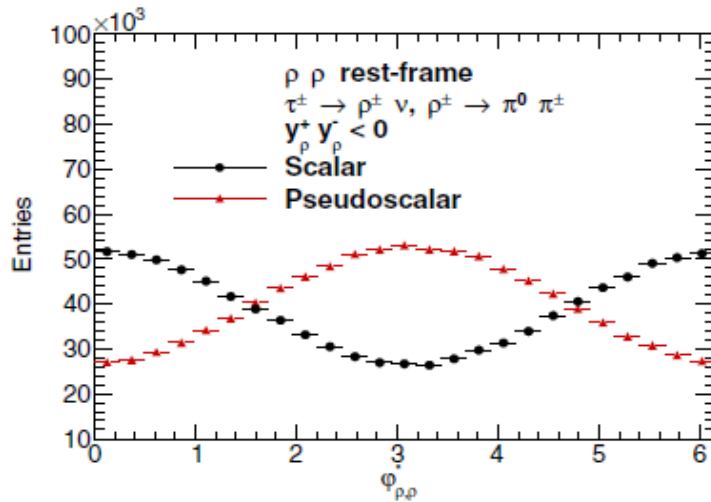 ×10³
100
90
80
70
60
50
40
30
20
10
Entries
ρ ρ rest-frame
τ± → ρ± ν, ρ± → π⁰ π±
y⁺ρ y⁻ρ < 0
Scalar
Pseudoscalar
0 1 2 3 4 5 6
φ*ρ,ρ